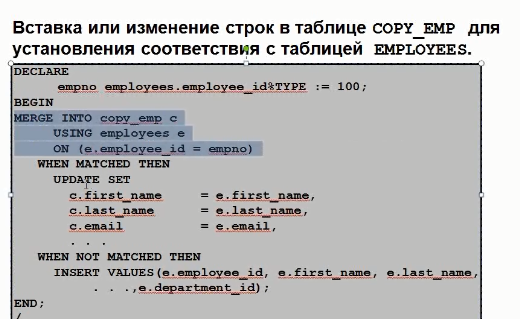 Вставка или изменение строк в таблице COPY_EMP для
установления соответствия с таблицей EMPLOYEES.
DECLARE
empno employees.employee_id%TYPE := 100;
BEGIN
MERGE INTO copy_emp c
USING employees e
ON (e.employee_id = empno)
WHEN MATCHED THEN
UPDATE SET
c.first_name = e.first_name,
c.last_name = e.last_name,
c.email = e.email,
. . .
WHEN NOT MATCHED THEN
INSERT VALUES(e.employee_id, e.first_name, e.last_name,
. . .,e.department_id);
END;
/